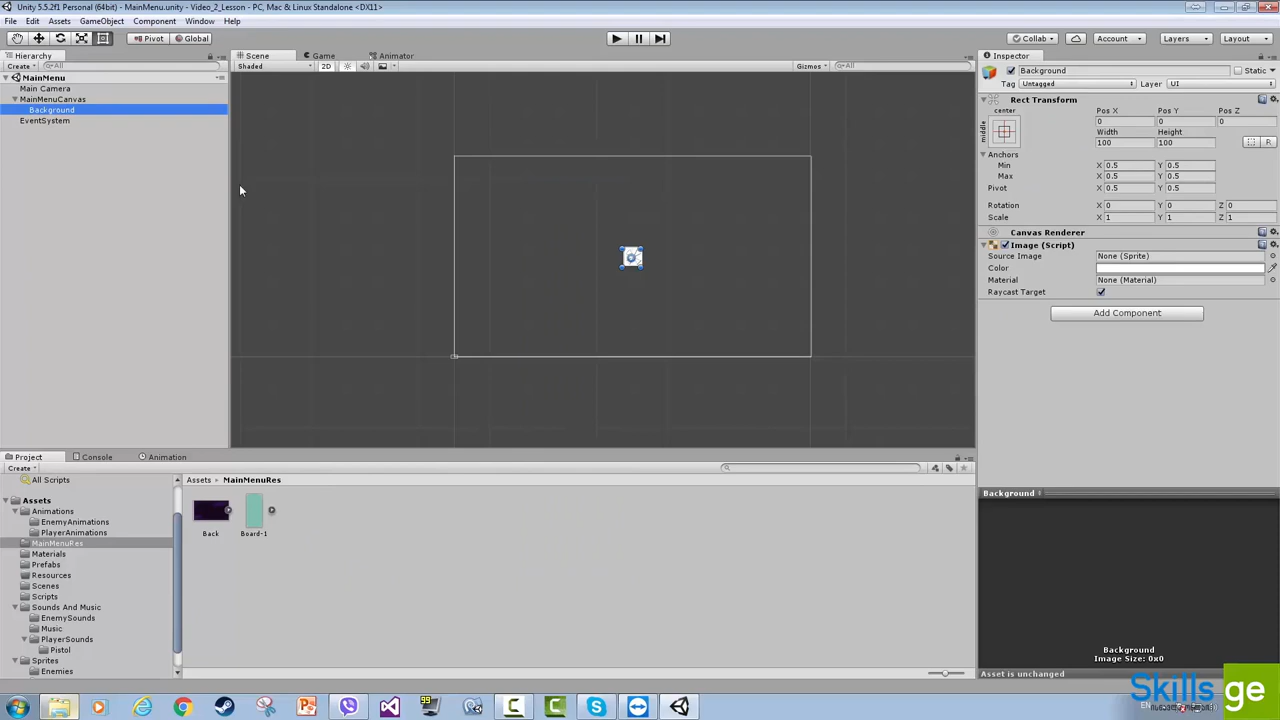 Unity 5.5.2f1 Personal (64bit) - MainMenu.unity - Video_2_Lesson - PC, Mac & Linux Standalone <DX11>
File Edit Assets GameObject Component Window Help
Pivot Global Collab Account Layers Layout
Hierarchy Scene Game Animator Inspector
Create All Shaded 2D Gizmos All
Background Static
MainMenu
Tag Untagged Layer UI
Main Camera
MainMenuCanvas
Background
EventSystem
Rect Transform
center
middle
Pos X Pos Y Pos Z
0 0 0
Width Height
100 100 R
Anchors
Min X 0.5 Y 0.5
Max X 0.5 Y 0.5
Pivot X 0.5 Y 0.5
Rotation X 0 Y 0 Z 0
Scale X 1 Y 1 Z 1
Canvas Renderer
Image (Script)
Source Image None (Sprite)
Color
Material None (Material)
Raycast Target
Add Component
Project Console Animation
Create
All Scripts
Assets
Animations
EnemyAnimations
PlayerAnimations
MainMenuRes
Materials
Prefabs
Resources
Scenes
Scripts
Sounds And Music
EnemySounds
Music
PlayerSounds
Pistol
Sprites
Enemies
Assets MainMenuRes
Back Board-1
Background
Background
Image Size: 0x0
Asset is unchanged
Skills ge
99
EN